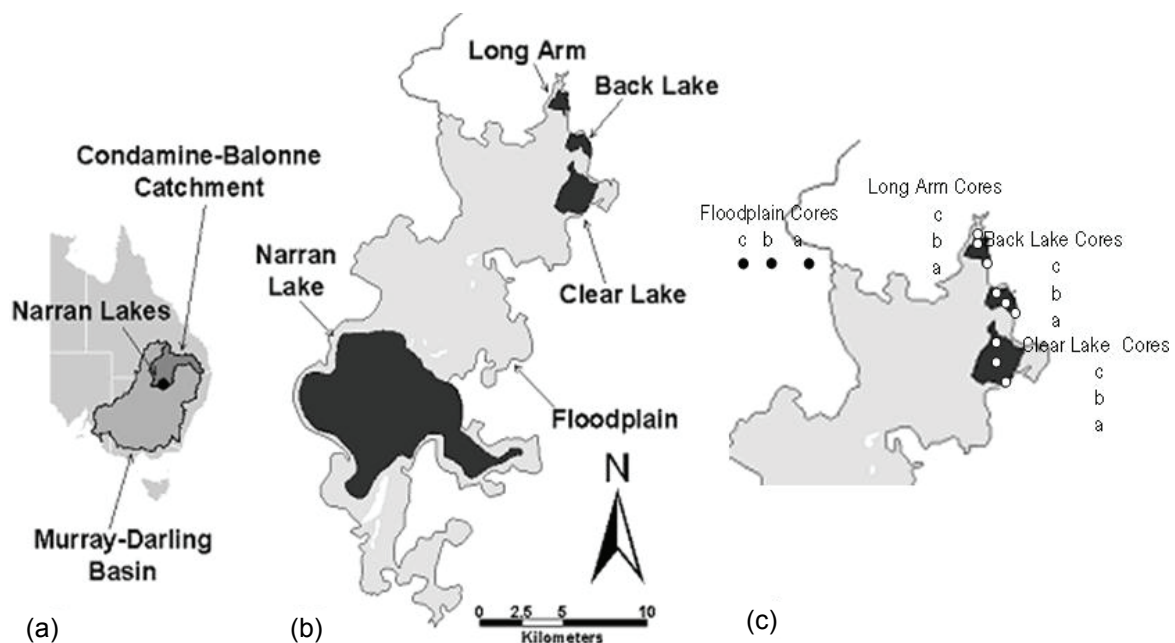 Condamine-Balonne
Catchment
Narran Lakes
Murray-Darling
Basin
(a)
Long Arm
Back Lake
Narran
Lake
Clear Lake
Floodplain
N
0 2.5 5 10
Kilometers
(b)
Floodplain Cores
c b a
Long Arm Cores
c
b
a
Back Lake Cores
c
b
a
Clear Lake Cores
c
b
a
(c)